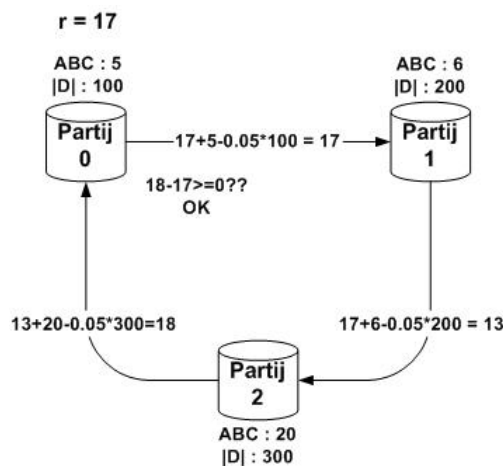 r = 17
ABC : 5
|D| : 100
Partij
0
17+5-0.05*100 = 17
ABC : 6
|D| : 200
Partij
1
18-17>=0??
OK
13+20-0.05*300=18
17+6-0.05*200 = 13
Partij
2
ABC : 20
|D| : 300